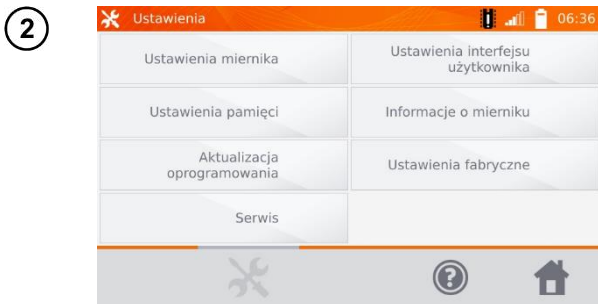 2
Ustawienia
06:36
Ustawienia miernika
Ustawienia interfejsu
użytkownika
Ustawienia pamięci
Informacje o mierniku
Aktualizacja
oprogramowania
Ustawienia fabryczne
Serwis
?